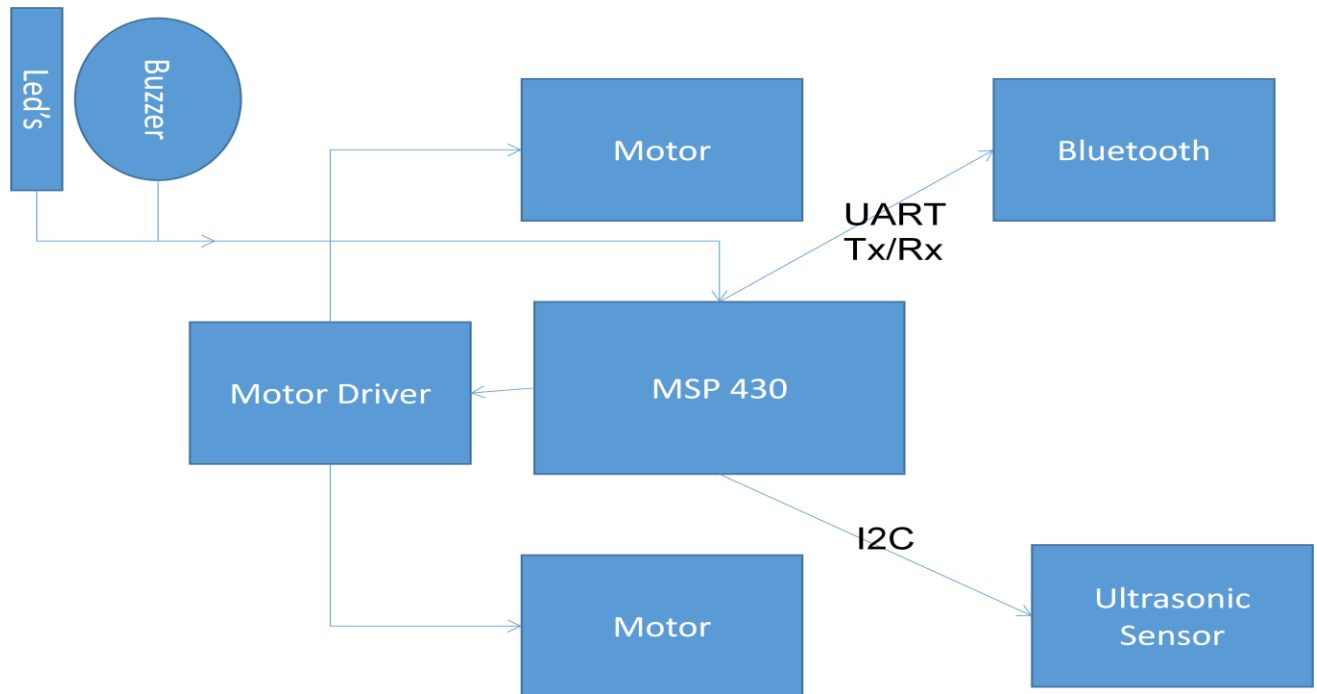 Led's
Buzzer
Motor
Bluetooth
UART
Tx/Rx
Motor Driver
MSP 430
I2C
Motor
Ultrasonic
Sensor